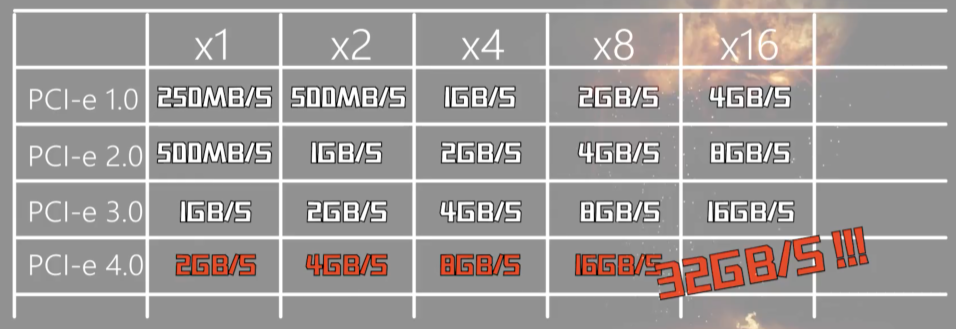 x1 x2 x4 x8 x16
PCI-e 1.0 250MB/S 500MB/S 1GB/S 2GB/S 4GB/S
PCI-e 2.0 500MB/S 1GB/S 2GB/S 4GB/S 8GB/S
PCI-e 3.0 1GB/S 2GB/S 4GB/S 8GB/S 16GB/S
PCI-e 4.0 2GB/S 4GB/S 8GB/S 16GB/S 32GB/S !!!